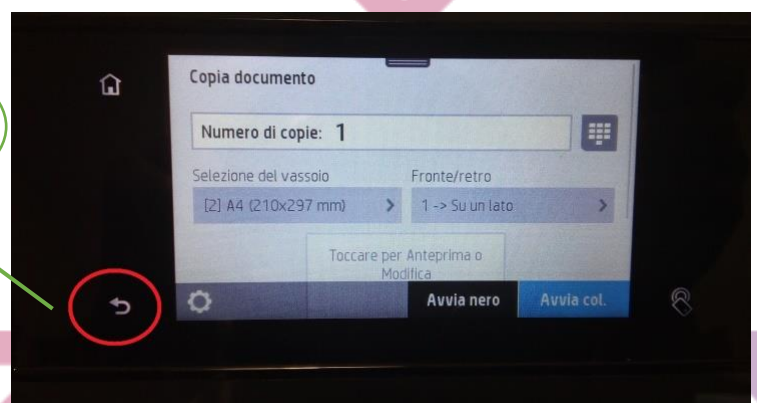 Copia documento
Numero di copie: 1
Selezione del vassoio Fronte/retro
[2] A4 (210x297 mm) 1 -> Su un lato
Toccare per Anteprima o
Modifica
Avvia nero Avvia col.